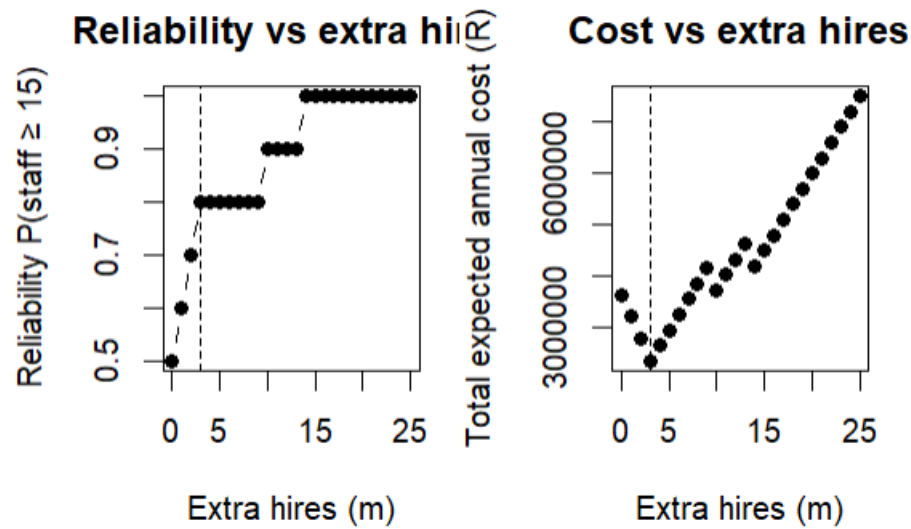 Reliability vs extra hi
Reliability P(staff ≥ 15)
0.5 0.7 0.9
0 5 15 25
Extra hires (m)
Cost vs extra hires
Total expected annual cost (R)
3000000 6000000
0 5 15 25
Extra hires (m)